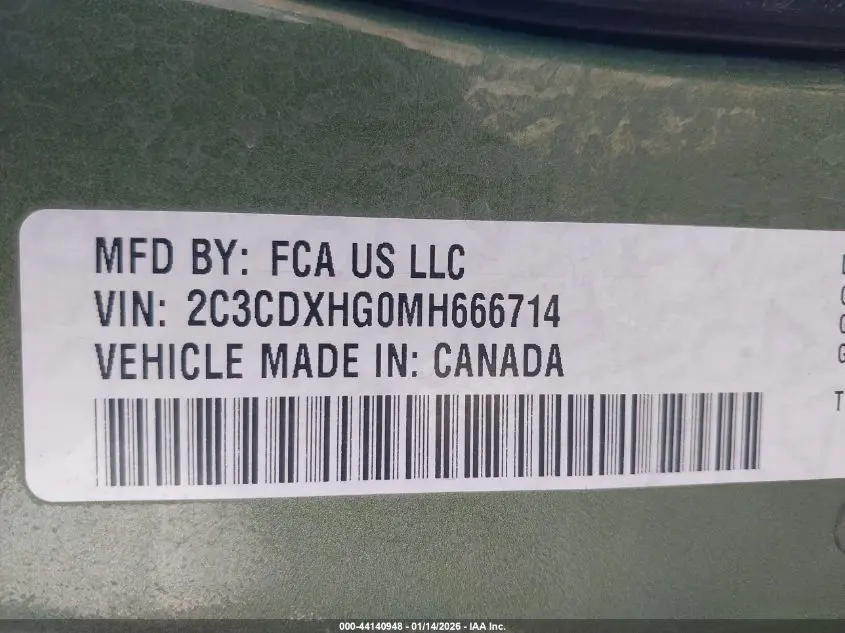 MFD BY: FCA US LLC
VIN: 2C3CDXHG0MH666714
VEHICLE MADE IN: CANADA
G
T
000-44140948 - 01/14/2026 - IAA Inc.